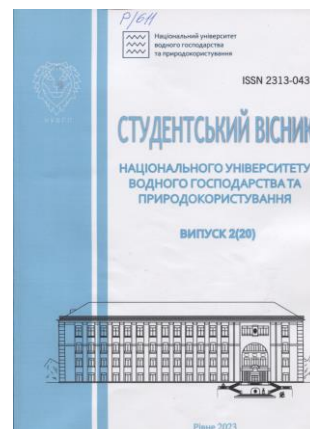 Р/611
Національний університет
водного господарства
та природокористування
ISSN 2313-043
СТУДЕНТСЬКИЙ ВІСНИК
НАЦІОНАЛЬНОГО УНІВЕРСИТЕТУ
ВОДНОГО ГОСПОДАРСТВА ТА
ПРИРОДОКОРИСТУВАННЯ
ВИПУСК 2(20)
Рівне 2023